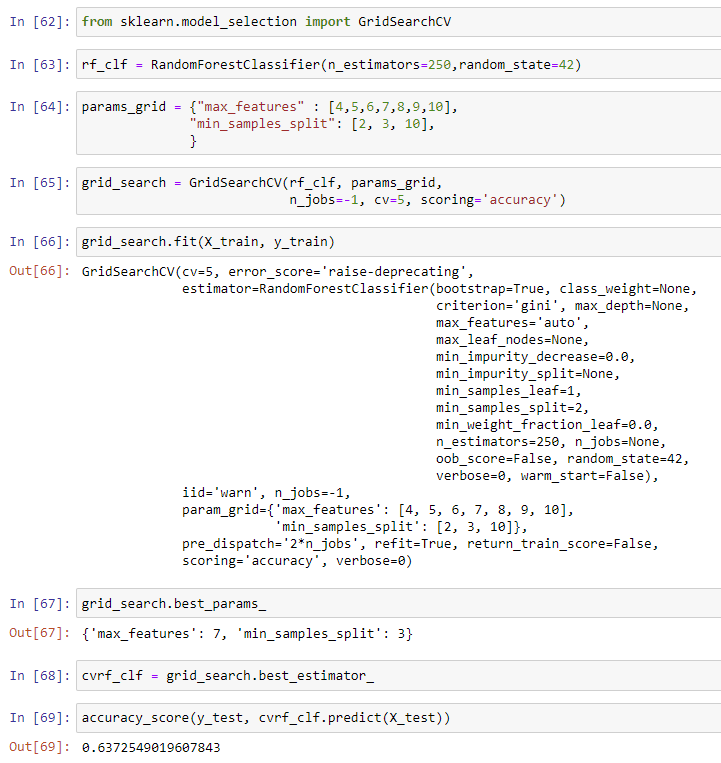 In [62]: from sklearn.model_selection import GridSearchCV
In [63]: rf_clf = RandomForestClassifier(n_estimators=250,random_state=42)
In [64]: params_grid = {"max_features" : [4,5,6,7,8,9,10],
"min_samples_split": [2, 3, 10],
}
In [65]: grid_search = GridSearchCV(rf_clf, params_grid,
n_jobs=-1, cv=5, scoring='accuracy')
In [66]: grid_search.fit(X_train, y_train)
Out[66]: GridSearchCV(cv=5, error_score='raise-deprecating',
estimator=RandomForestClassifier(bootstrap=True, class_weight=None,
criterion='gini', max_depth=None,
max_features='auto',
max_leaf_nodes=None,
min_impurity_decrease=0.0,
min_impurity_split=None,
min_samples_leaf=1,
min_samples_split=2,
min_weight_fraction_leaf=0.0,
n_estimators=250, n_jobs=None,
oob_score=False, random_state=42,
verbose=0, warm_start=False),
iid='warn', n_jobs=-1,
param_grid={'max_features': [4, 5, 6, 7, 8, 9, 10],
'min_samples_split': [2, 3, 10]},
pre_dispatch='2*n_jobs', refit=True, return_train_score=False,
scoring='accuracy', verbose=0)
In [67]: grid_search.best_params_
Out[67]: {'max_features': 7, 'min_samples_split': 3}
In [68]: cvrf_clf = grid_search.best_estimator_
In [69]: accuracy_score(y_test, cvrf_clf.predict(X_test))
Out[69]: 0.6372549019607843